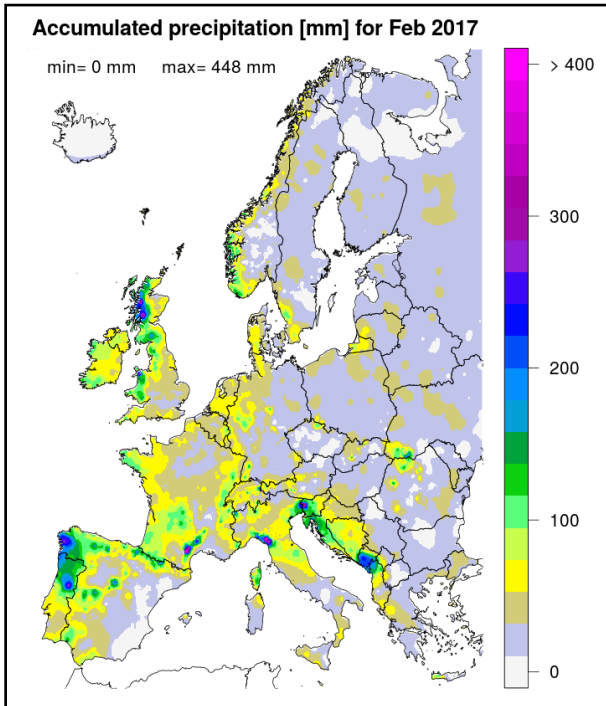 Accumulated precipitation [mm] for Feb 2017
min= 0 mm max= 448 mm
> 400
300
200
100
0